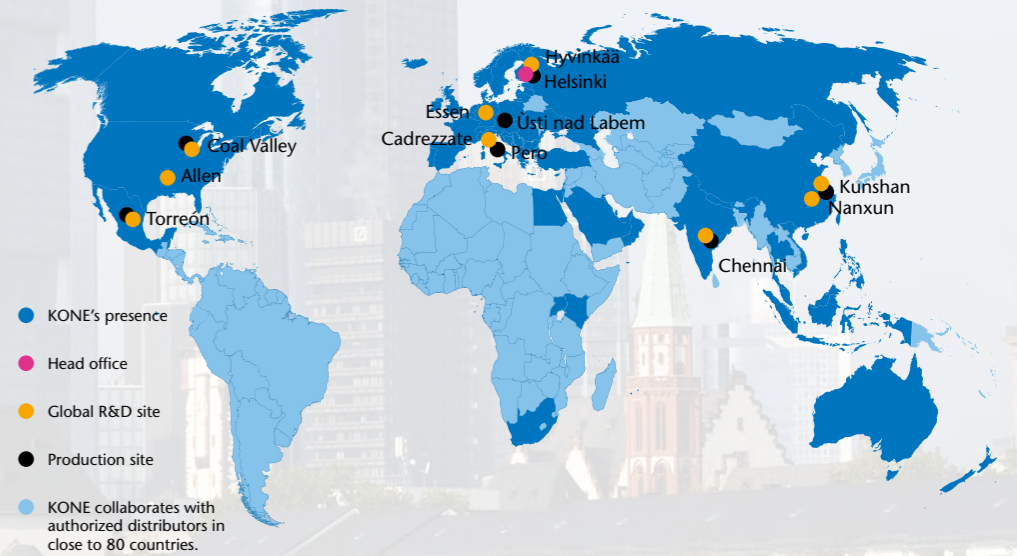 Hyvinkää
Helsinki
Essen
Ústi nad Labem
Cadrezzate
Pero
Coal Valley
Allen
Torreón
Kunshan
Nanxun
Chennai
KONE's presence
Head office
Global R&D site
Production site
KONE collaborates with
authorized distributors in
close to 80 countries.